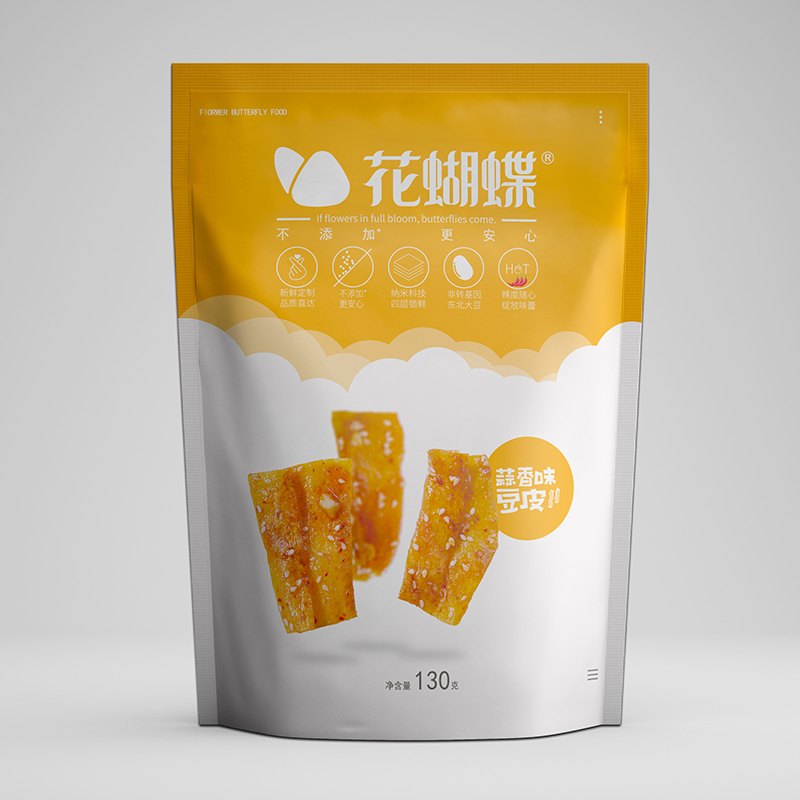 FlORMER BUTTERFLY FOOD
花蝴蝶®
If flowers in full bloom, butterflies come.
不添加* 更安心
新鲜定制
品质直达
不添加*
更安心
纳米科技
四层锁鲜
非转基因
东北大豆
HOT
辣度随心
绽放味蕾
蒜香味
豆皮
净含量 130克